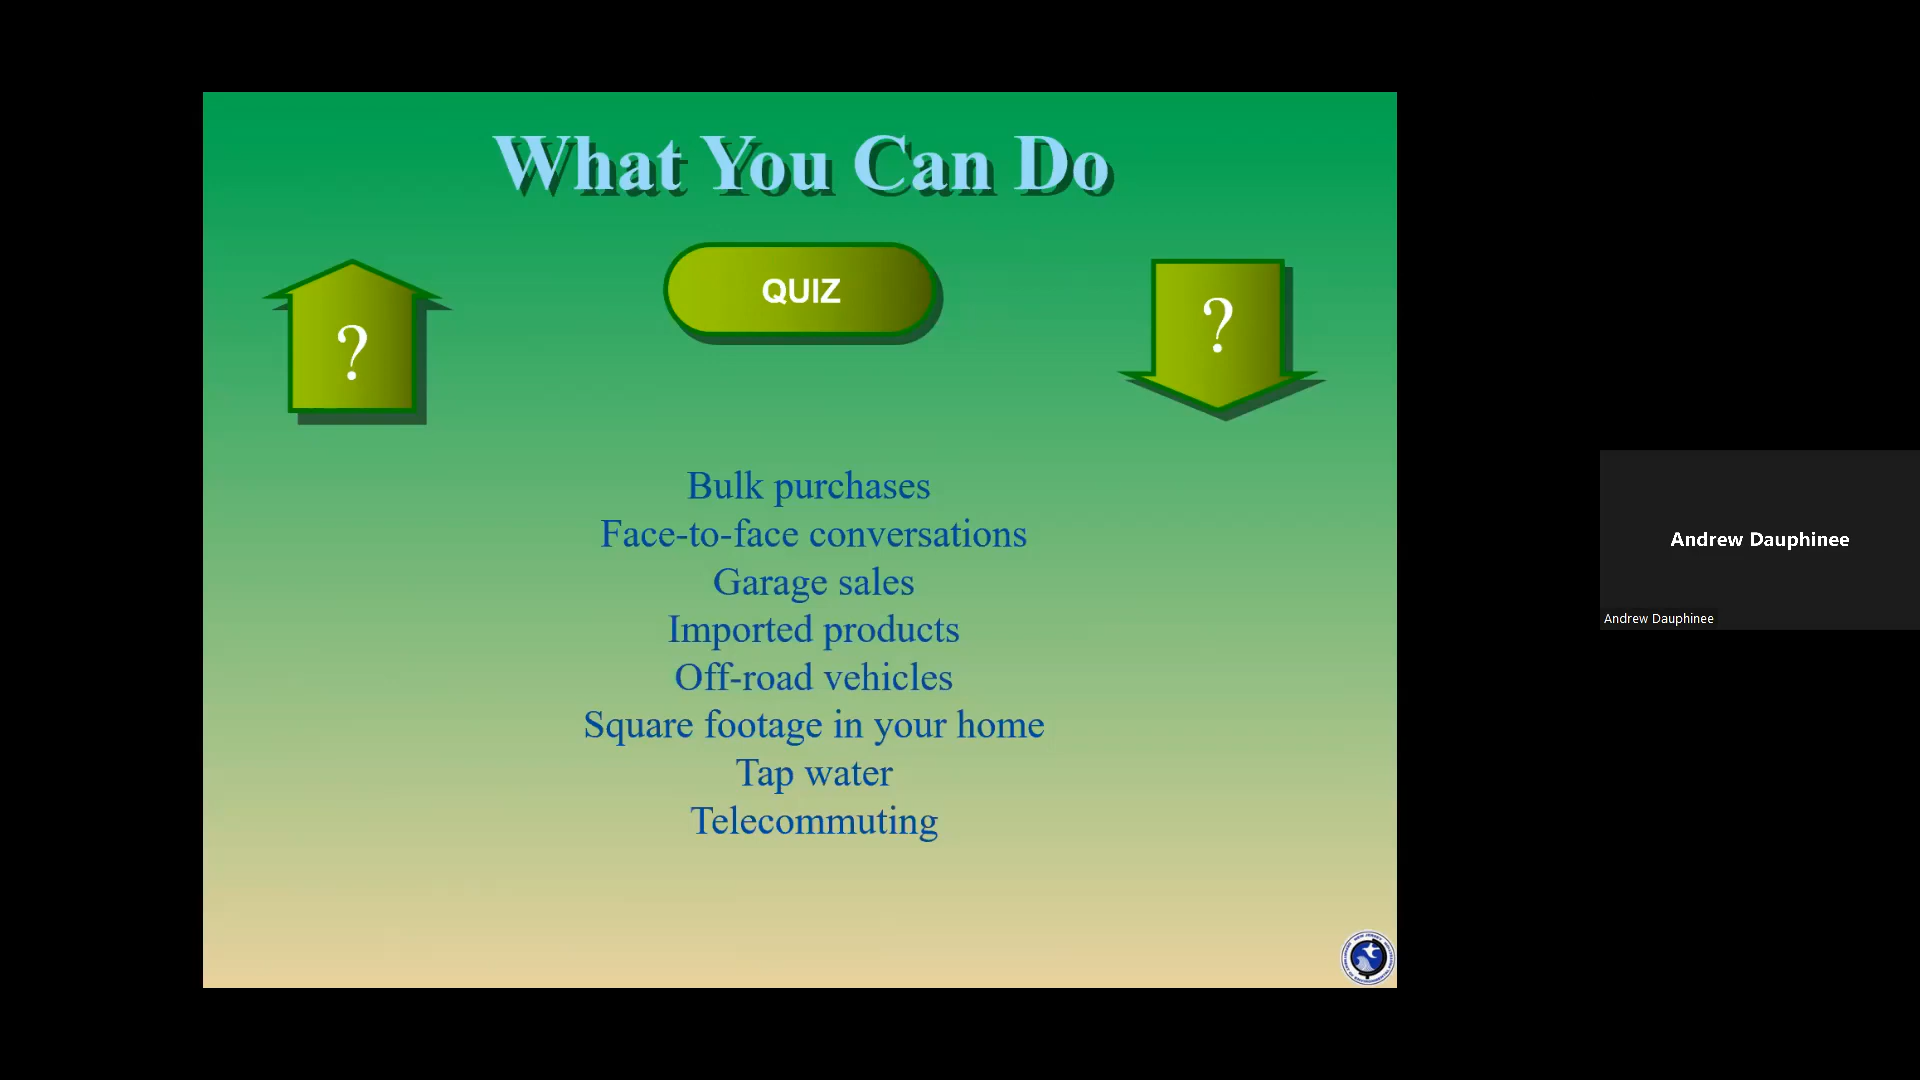 What You Can Do
QUIZ
?
?
Bulk purchases
Face-to-face conversations
Garage sales
Imported products
Off-road vehicles
Square footage in your home
Tap water
Telecommuting
Andrew Dauphinee
Andrew Dauphinee